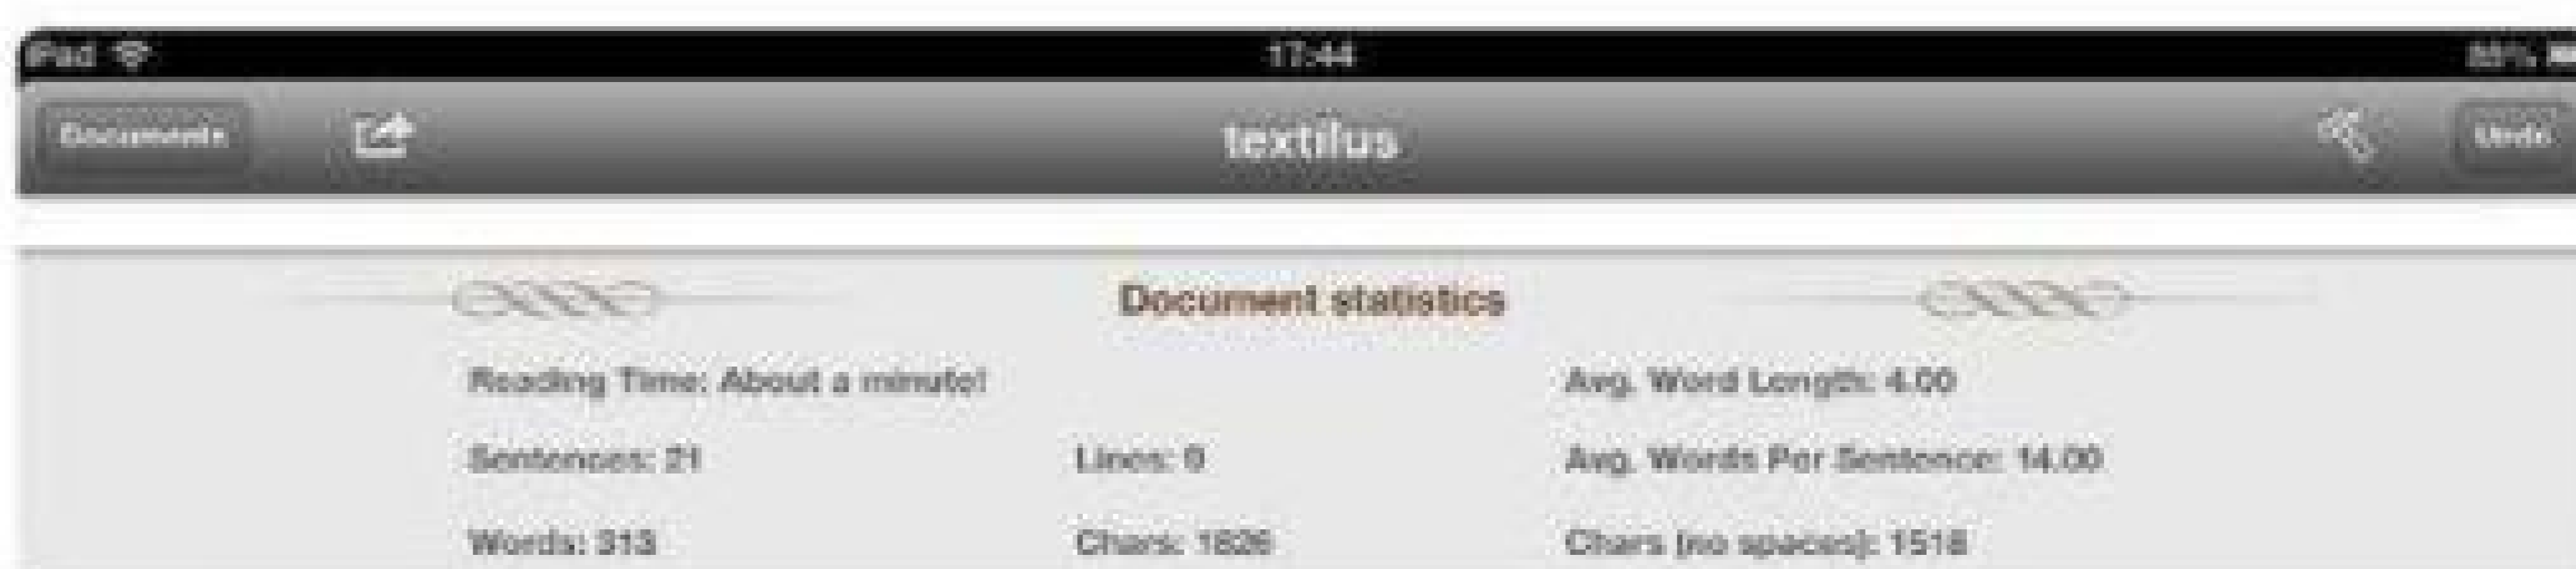 iPad 17:44
Documents textilus Undo
Document statistics
Reading Time: About a minute! Avg. Word Length: 4.00
Sentences: 21 Lines: 9 Avg. Words Per Sentence: 14.00
Words: 313 Chars: 1826 Chars [no spaces]: 1518